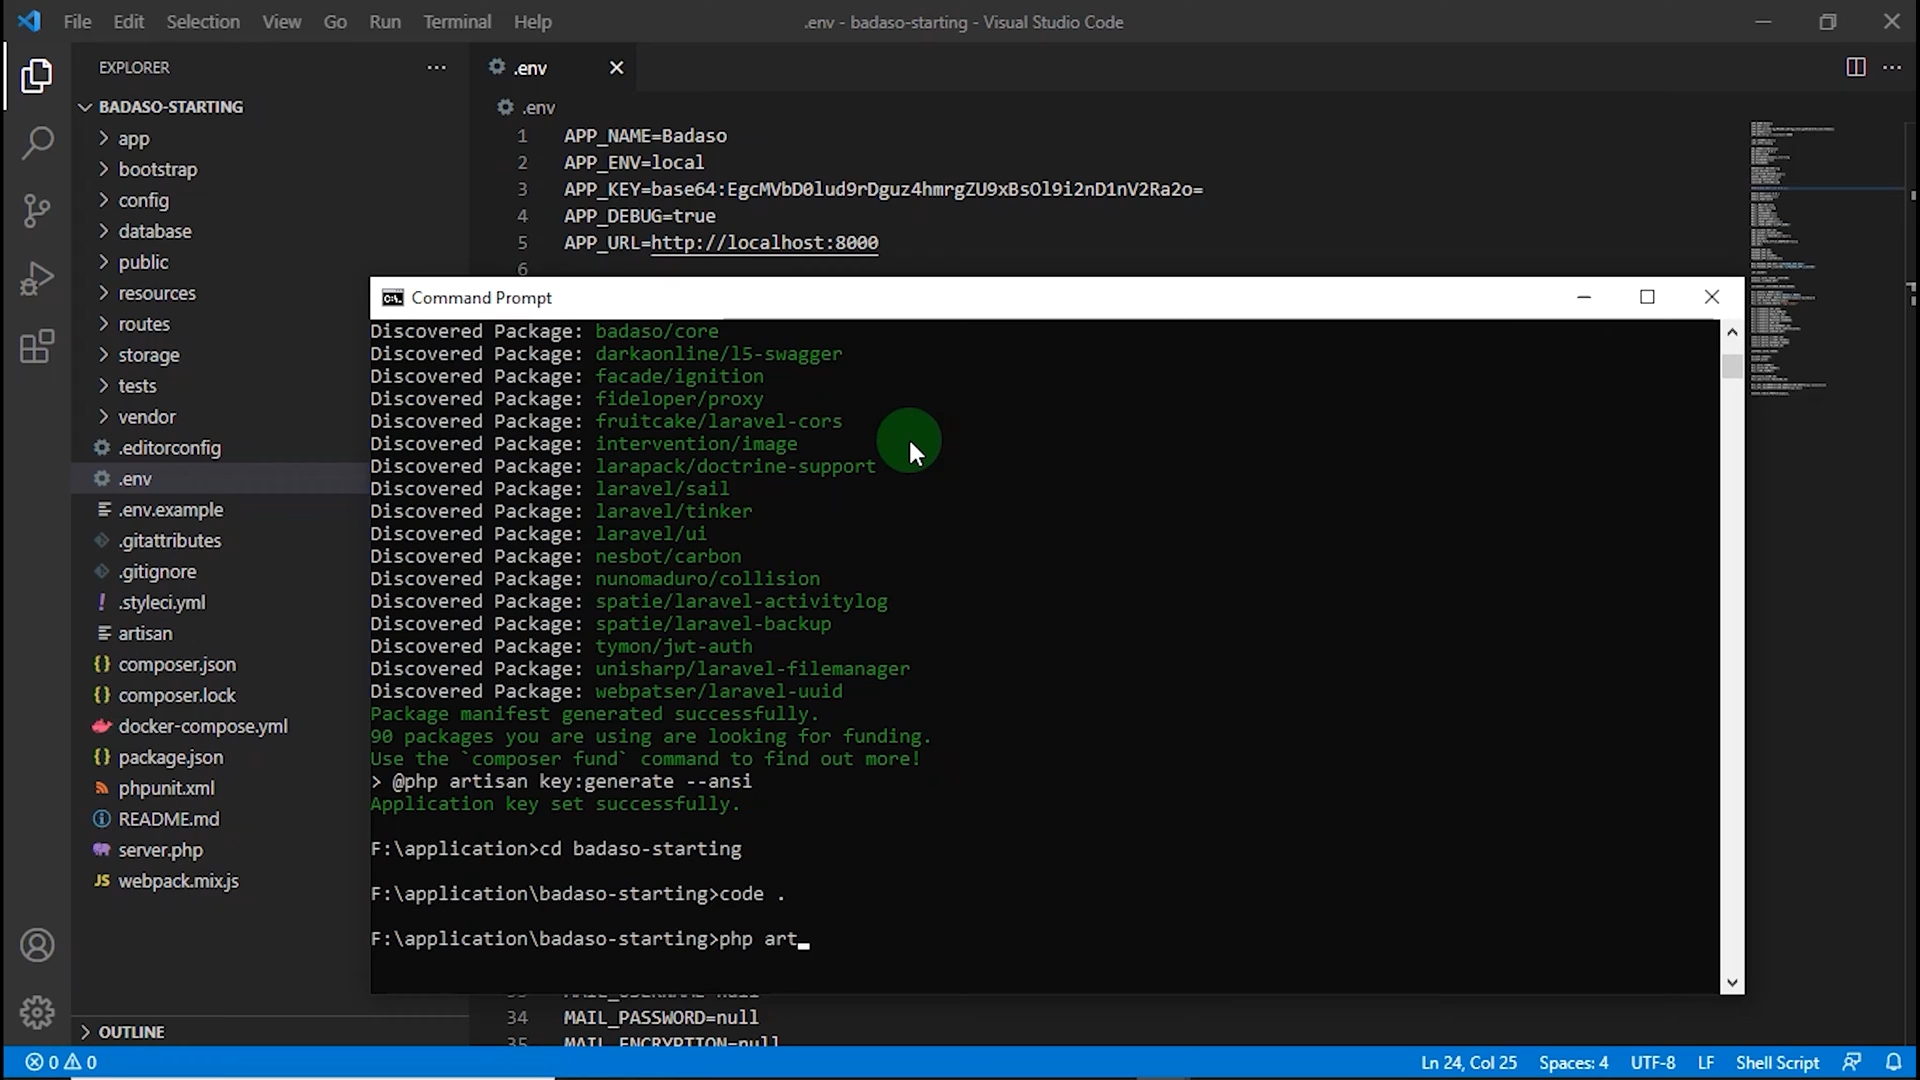 File Edit Selection View Go Run Terminal Help
.env - badaso-starting - Visual Studio Code
EXPLORER
BADASO-STARTING
app
bootstrap
config
database
public
resources
routes
storage
tests
vendor
.editorconfig
.env
.env.example
.gitattributes
.gitignore
.styleci.yml
artisan
composer.json
composer.lock
docker-compose.yml
package.json
phpunit.xml
README.md
server.php
webpack.mix.js
OUTLINE
.env
.env
1 APP_NAME=Badaso
2 APP_ENV=local
3 APP_KEY=base64:EgcMVbD0lud9rDguz4hmrgZU9xBsOl9i2nD1nV2Ra2o=
4 APP_DEBUG=true
5 APP_URL=http://localhost:8000
6
Command Prompt
Discovered Package: badaso/core
Discovered Package: darkaonline/l5-swagger
Discovered Package: facade/ignition
Discovered Package: fideloper/proxy
Discovered Package: fruitcake/laravel-cors
Discovered Package: intervention/image
Discovered Package: larapack/doctrine-support
Discovered Package: laravel/sail
Discovered Package: laravel/tinker
Discovered Package: laravel/ui
Discovered Package: nesbot/carbon
Discovered Package: nunomaduro/collision
Discovered Package: spatie/laravel-activitylog
Discovered Package: spatie/laravel-backup
Discovered Package: tymon/jwt-auth
Discovered Package: unisharp/laravel-filemanager
Discovered Package: webpatser/laravel-uuid
Package manifest generated successfully.
90 packages you are using are looking for funding.
Use the `composer fund` command to find out more!
> @php artisan key:generate --ansi
Application key set successfully.
F:\application>cd badaso-starting
F:\application\badaso-starting>code .
F:\application\badaso-starting>php art_
34 MAIL_PASSWORD=null
35 MAIL_ENCRYPTION=null
0 0
Ln 24, Col 25 Spaces: 4 UTF-8 LF Shell Script